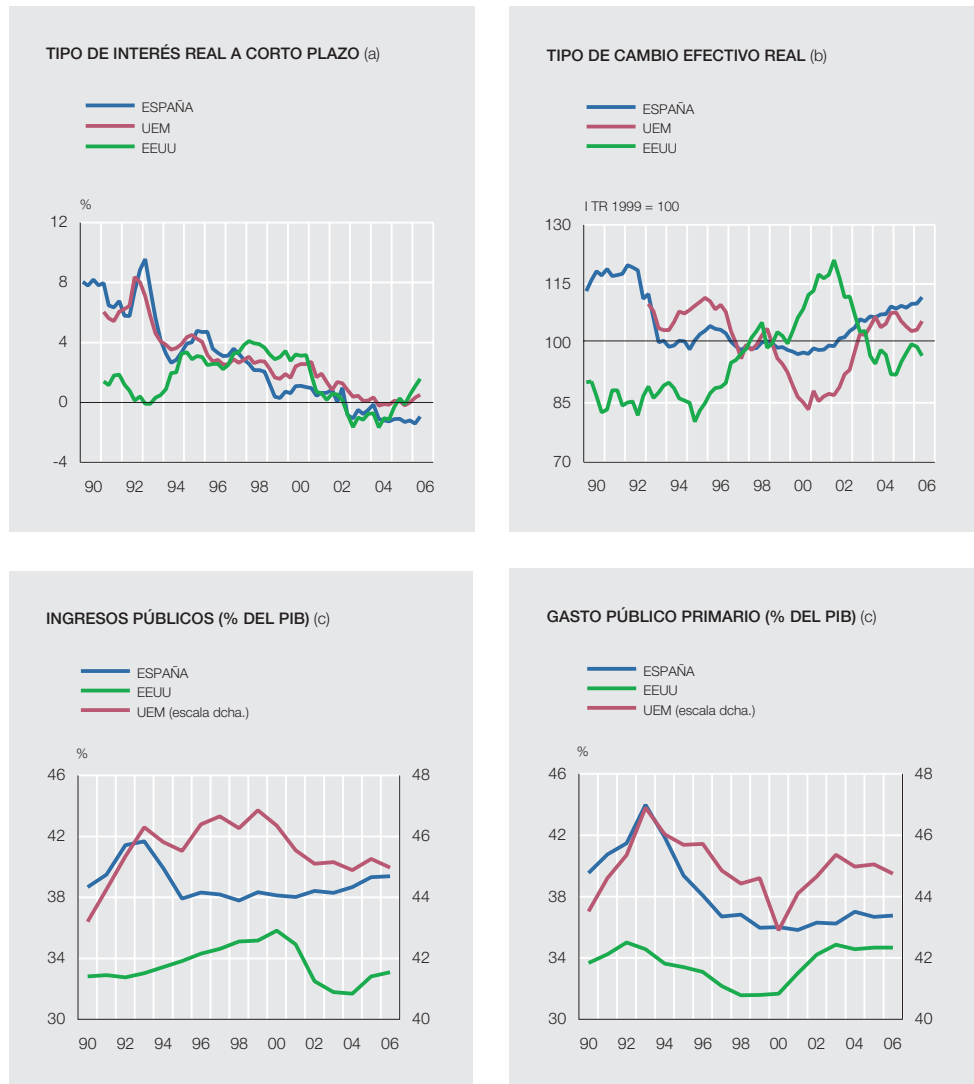 TIPO DE INTERÉS REAL A CORTO PLAZO (a)
ESPAÑA
UEM
EEUU
%
12
8
4
0
-4
90 92 94 96 98 00 02 04 06
TIPO DE CAMBIO EFECTIVO REAL (b)
ESPAÑA
UEM
EEUU
I TR 1999 = 100
130
115
100
85
70
90 92 94 96 98 00 02 04 06
INGRESOS PÚBLICOS (% DEL PIB) (c)
ESPAÑA
EEUU
UEM (escala dcha.)
%
46 48
42 46
38 44
34 42
30 40
90 92 94 96 98 00 02 04 06
GASTO PÚBLICO PRIMARIO (% DEL PIB) (c)
ESPAÑA
EEUU
UEM (escala dcha.)
%
46 48
42 46
38 44
34 42
30 40
90 92 94 96 98 00 02 04 06